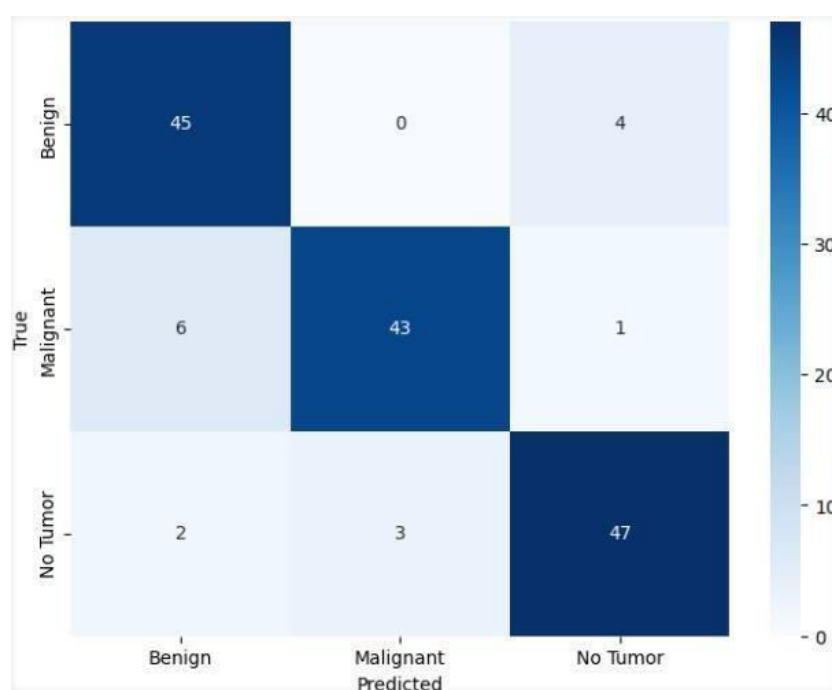 Benign
45 0 4
40
30
True
Malignant
6 43 1
20
10
No Tumor
2 3 47
0
Benign Malignant No Tumor
Predicted